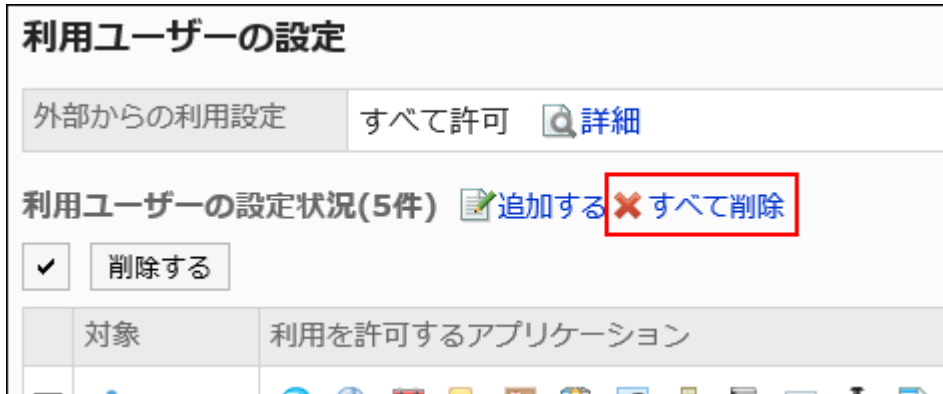 利用ユーザーの設定
外部からの利用設定 すべて許可 詳細
利用ユーザーの設定状況(5件) 追加する すべて削除
削除する
対象 利用を許可するアプリケーション